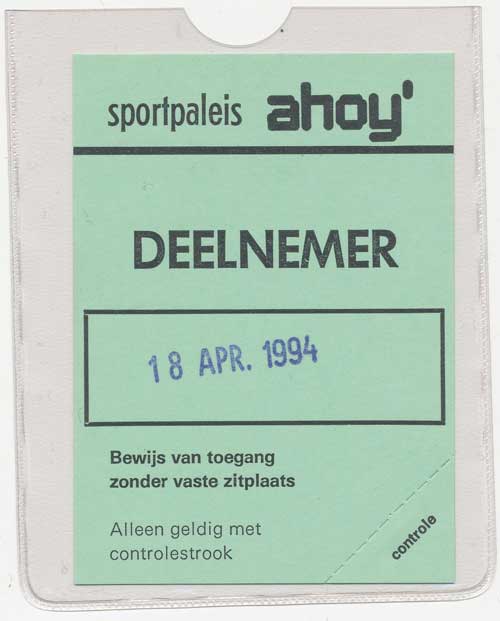 sportpaleis ahoy'
DEELNEMER
18 APR. 1994
Bewijs van toegang
zonder vaste zitplaats
Alleen geldig met
controlestrook
controle